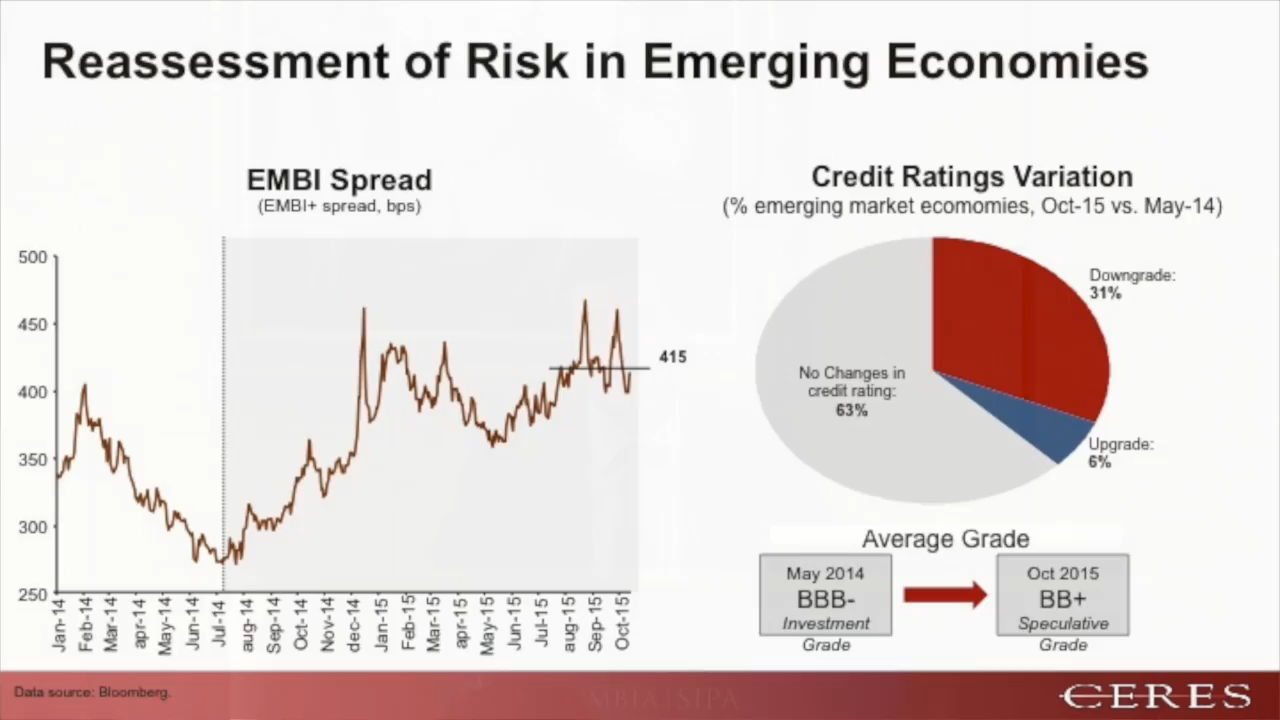 Reassessment of Risk in Emerging Economies
EMBI Spread
(EMBI+ spread, bps)
500
450
400
350
300
250
415
Jan-14
Feb-14
Mar-14
apr-14
May-14
Jun-14
Jul-14
aug-14
Sep-14
Oct-14
Nov-14
dec-14
Jan-15
Feb-15
Mar-15
apr-15
May-15
Jun-15
Jul-15
aug-15
Sep-15
Oct-15
Credit Ratings Variation
(% emerging market ecomomies, Oct-15 vs. May-14)
Downgrade:
31%
No Changes in
credit rating:
63%
Upgrade:
6%
Average Grade
May 2014
BBB-
Investment
Grade
Oct 2015
BB+
Speculative
Grade
Data source: Bloomberg.
MBIA|SIPA
CERES